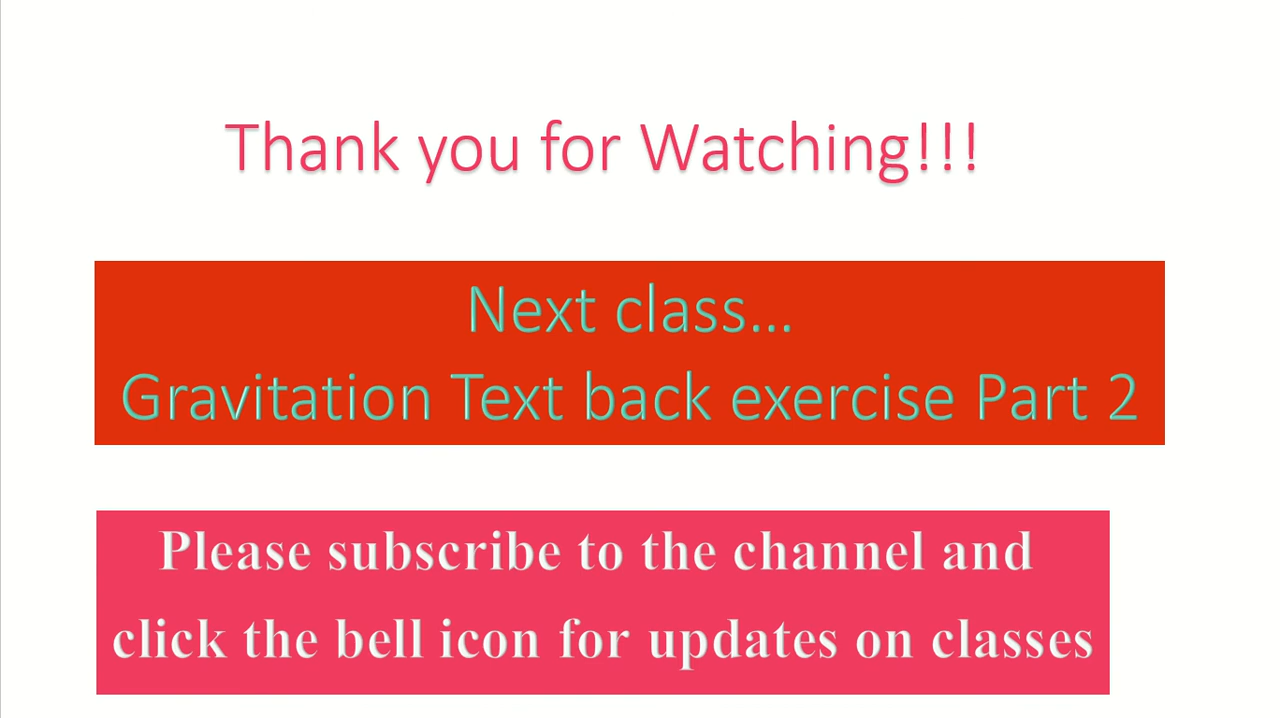 Thank you for Watching!!!
Next class...
Gravitation Text back exercise Part 2
Please subscribe to the channel and
click the bell icon for updates on classes